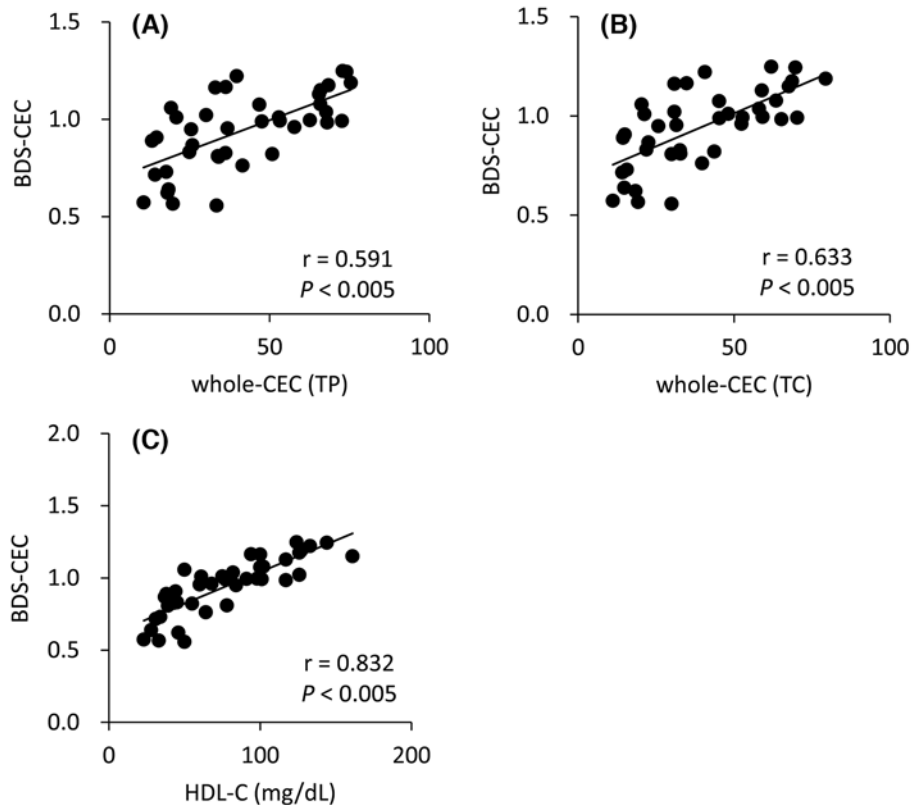 (A)
1.5
1.0
0.5
0.0
BDS-CEC
r = 0.591
P < 0.005
0 50 100
whole-CEC (TP)
(B)
1.5
1.0
0.5
0.0
BDS-CEC
r = 0.633
P < 0.005
0 50 100
whole-CEC (TC)
(C)
2.0
1.5
1.0
0.5
0.0
BDS-CEC
r = 0.832
P < 0.005
0 100 200
HDL-C (mg/dL)